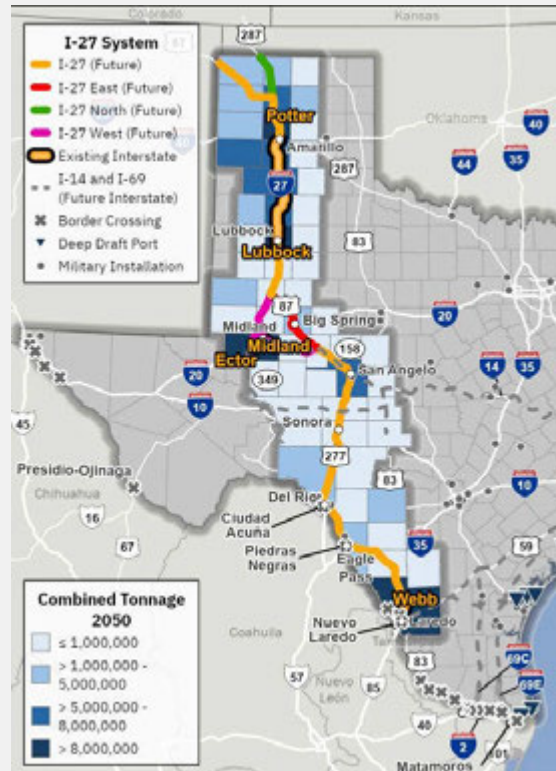 Colorado
Kansas
I-27 System
I-27 (Future)
I-27 East (Future)
I-27 North (Future)
I-27 West (Future)
Existing Interstate
I-14 and I-69
(Future Interstate)
Border Crossing
Deep Draft Port
Military Installation
287
287
Potter
Amarillo
Oklahoma
40
44
35
27
287
83
Lubbock
Lubbock
87
Big Spring
20
Midland
Midland
Ector
158
San Angelo
20
349
14
35
10
45
Sonora
277
83
10
Presidio-Ojinaga
Chihuahua
16
67
Del Rio
Ciudad
Acuña
Piedras
Negras
Eagle
Pass
35
59
Webb
Nuevo
Laredo
Laredo
Coahuila
57
Nuevo
León
85
83
69C
69E
40
2
101
Matamoros
Combined Tonnage
2050
≤ 1,000,000
> 1,000,000 -
5,000,000
> 5,000,000 -
8,000,000
> 8,000,000